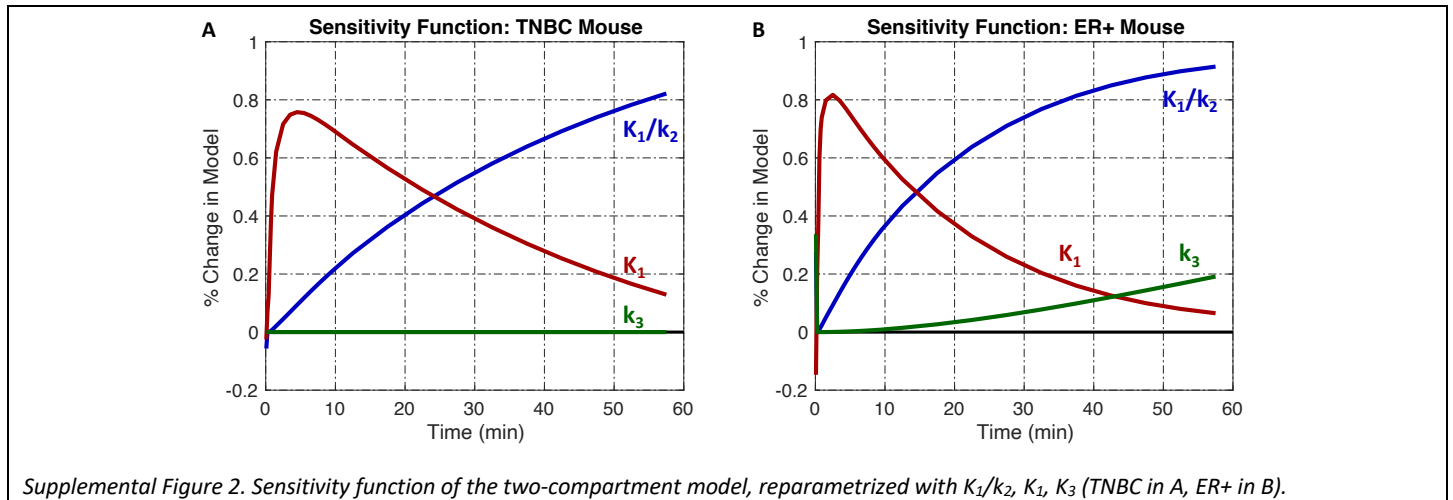 A Sensitivity Function: TNBC Mouse
1
0.8
0.6
0.4
0.2
0
-0.2
% Change in Model
K₁/k₂
K₁
k₃
0 10 20 30 40 50 60
Time (min)
B Sensitivity Function: ER+ Mouse
1
0.8
0.6
0.4
0.2
0
-0.2
% Change in Model
K₁/k₂
K₁
k₃
0 10 20 30 40 50 60
Time (min)
Supplemental Figure 2. Sensitivity function of the two-compartment model, reparametrized with K₁/k₂, K₁, K₃ (TNBC in A, ER+ in B).